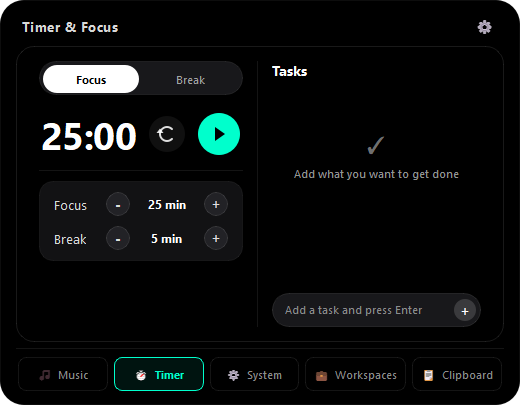 Timer & Focus
Focus
Break
25:00
Focus
- 25 min +
Break
- 5 min +
Tasks
Add what you want to get done
Add a task and press Enter +
Music
Timer
System
Workspaces
Clipboard